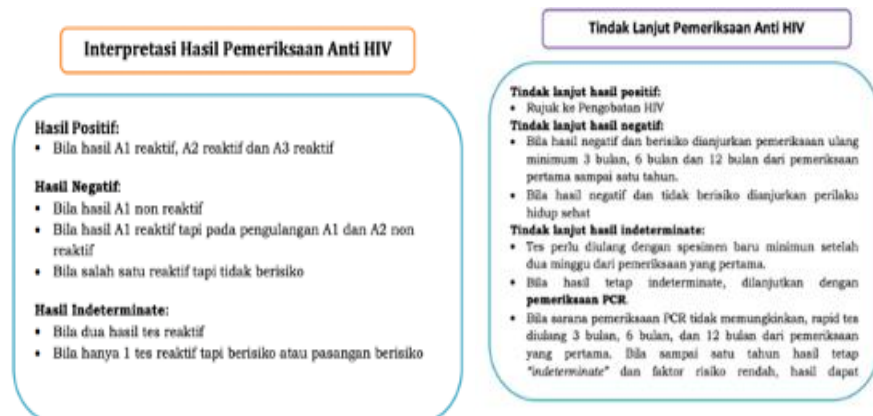 Interpretasi Hasil Pemeriksaan Anti HIV
Hasil Positif:
• Bila hasil A1 reaktif, A2 reaktif dan A3 reaktif
Hasil Negatif:
• Bila hasil A1 non reaktif
• Bila hasil A1 reaktif tapi pada pengulangan A1 dan A2 non
reaktif
• Bila salah satu reaktif tapi tidak berisiko
Hasil Indeterminate:
• Bila dua hasil tes reaktif
• Bila hanya 1 tes reaktif tapi berisiko atau pasangan berisiko
Tindak Lanjut Pemeriksaan Anti HIV
Tindak lanjut hasil positif:
• Rujuk ke Pengobatan HIV
Tindak lanjut hasil negatif:
• Bila hasil negatif dan berisiko dianjurkan pemeriksaan ulang
minimum 3 bulan, 6 bulan dan 12 bulan dari pemeriksaan
pertama sampai satu tahun.
• Bila hasil negatif dan tidak berisiko dianjurkan perilaku
hidup sehat
Tindak lanjut hasil indeterminate:
• Tes perlu diulang dengan spesimen baru minimun setelah
dua minggu dari pemeriksaan yang pertama.
• Bila hasil tetap indeterminate, dilanjutkan dengan
pemeriksaan PCR.
• Bila sarana pemeriksaan PCR tidak memungkinkan, rapid tes
diulang 3 bulan, 6 bulan, dan 12 bulan dari pemeriksaan
yang pertama. Bila sampai satu tahun hasil tetap
"indeterminate" dan faktor risiko rendah, hasil dapat